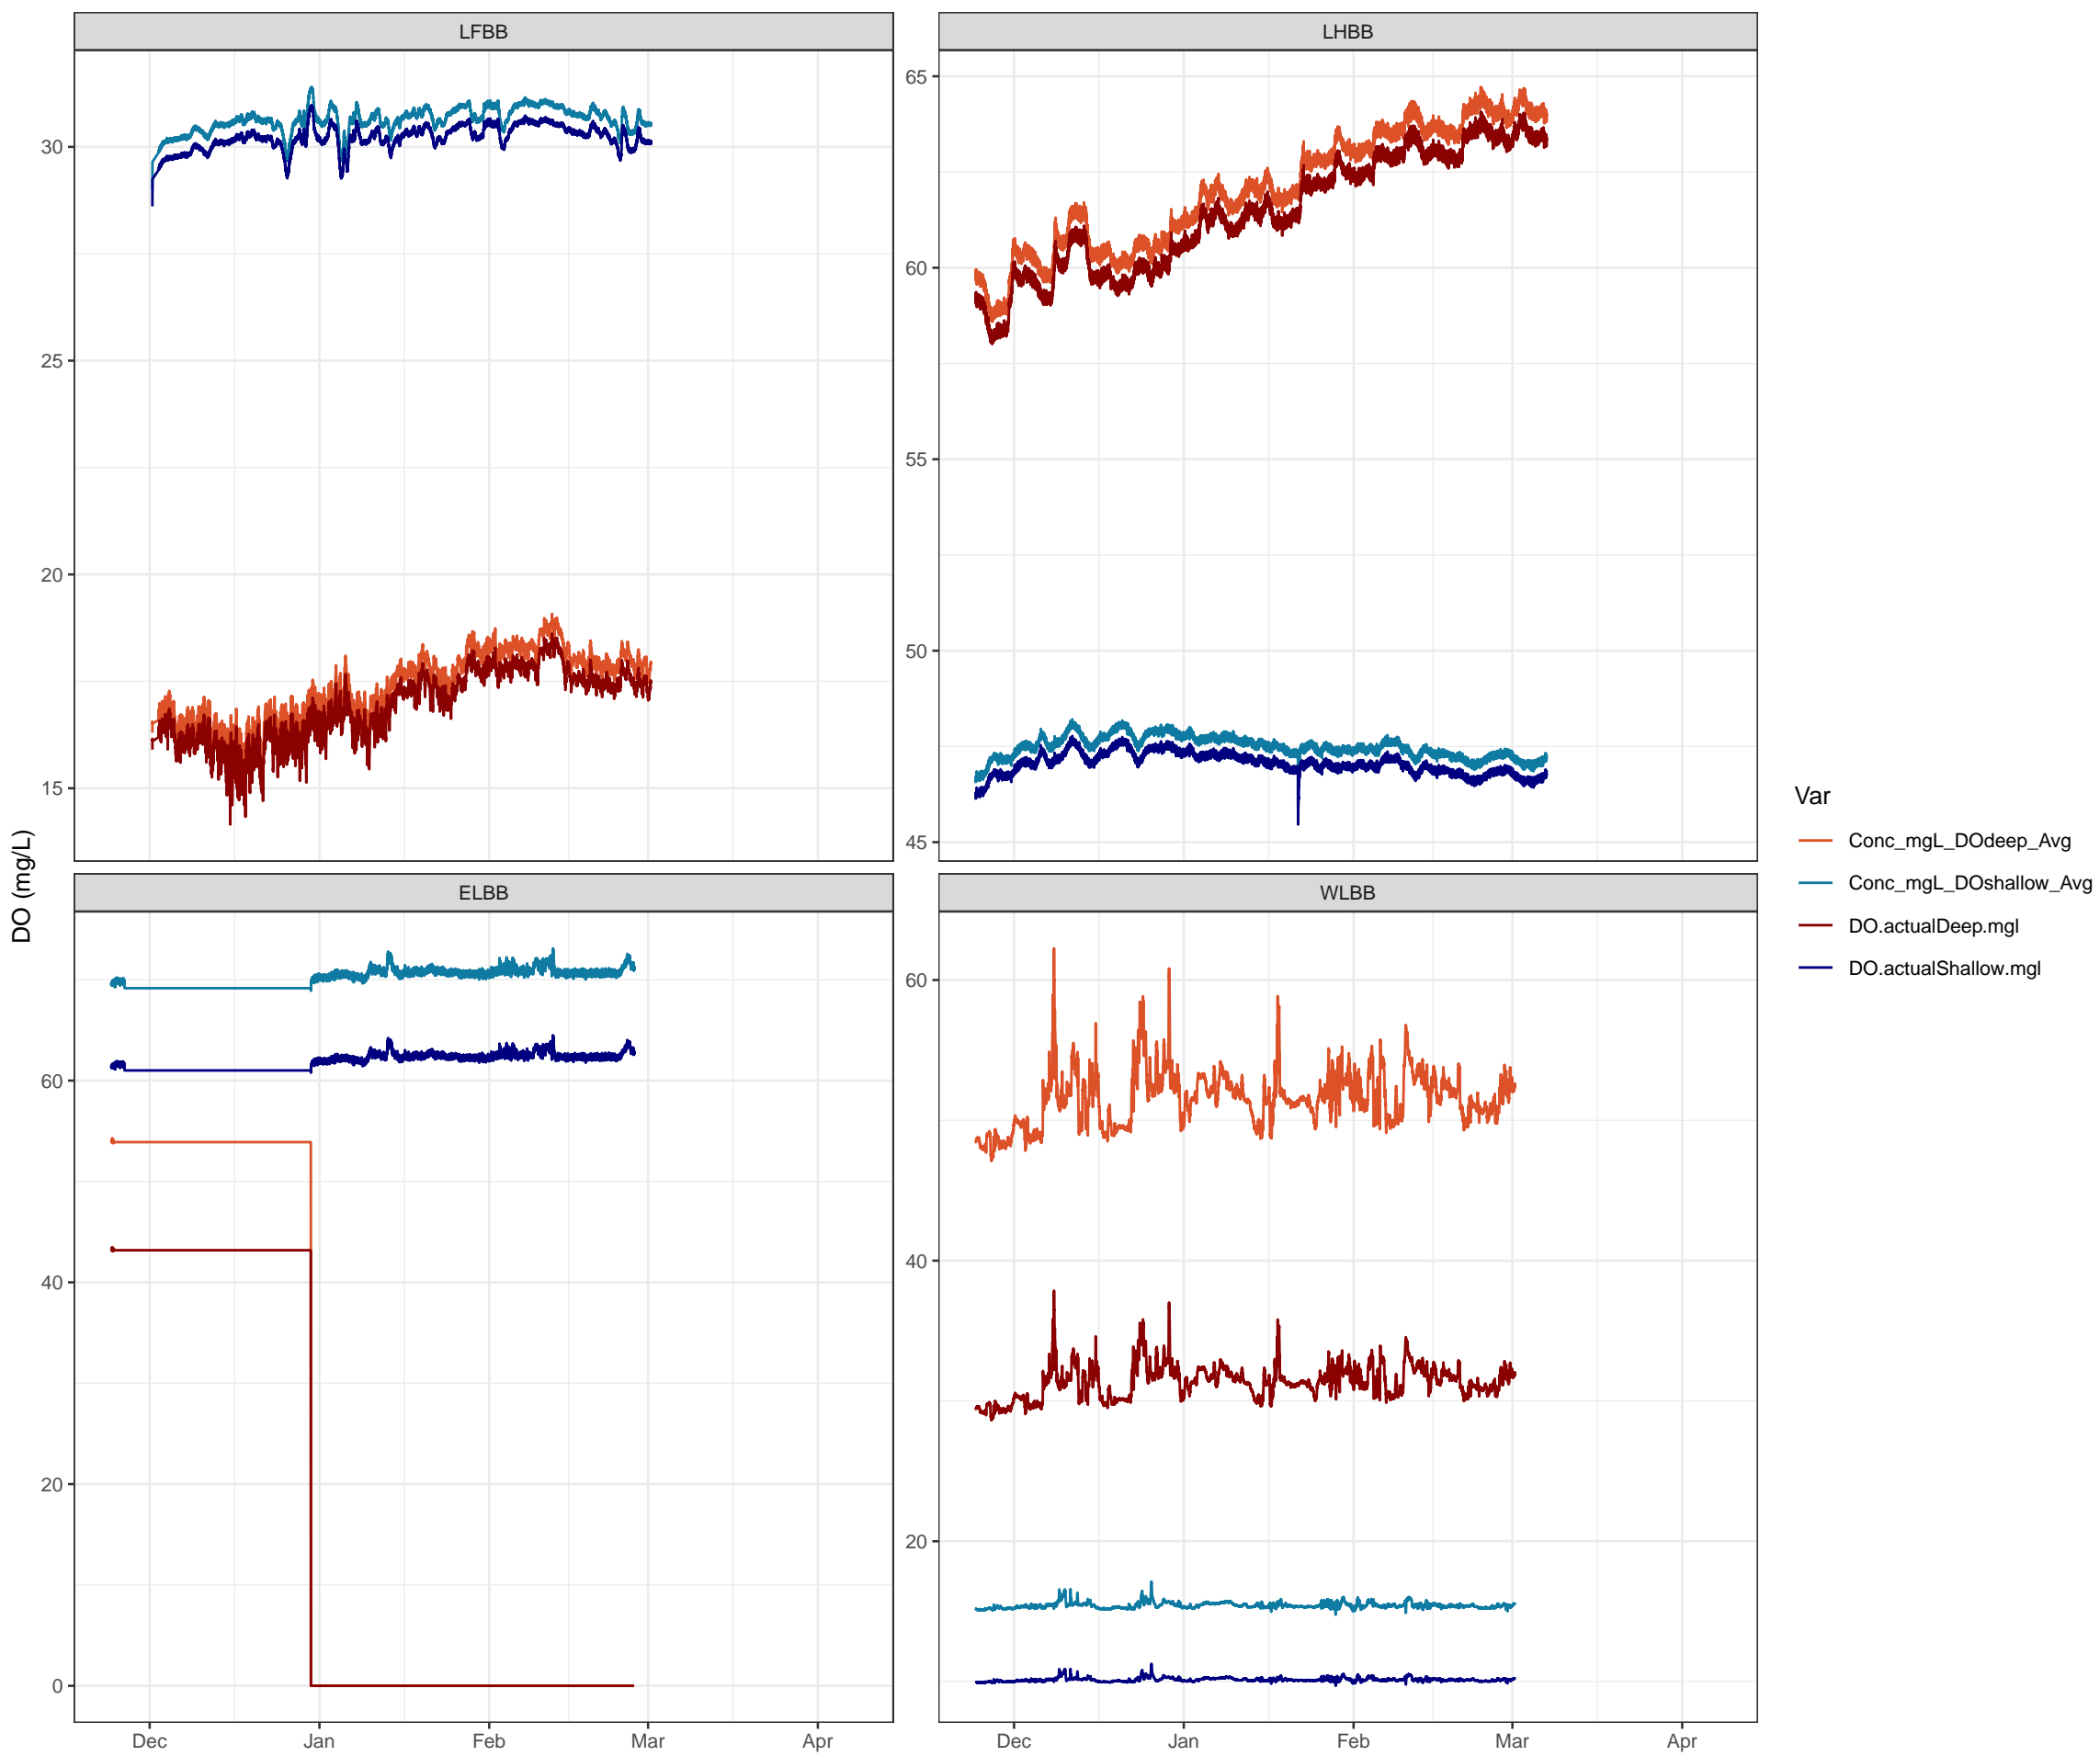 LFBB
LHBB
30
25
20
15
65
60
55
50
45
DO (mg/L)
ELBB
WLBB
60
40
20
0
60
40
20
Dec
Jan
Feb
Mar
Apr
Dec
Jan
Feb
Mar
Apr
Var
Conc_mgL_DOdeep_Avg
Conc_mgL_DOshallow_Avg
DO.actualDeep.mgl
DO.actualShallow.mgl